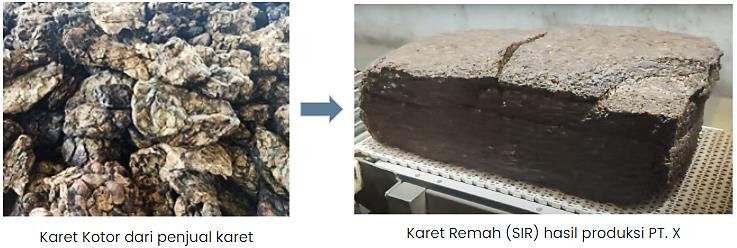 Karet Kotor dari penjual karet
Karet Remah (SIR) hasil produksi PT. X